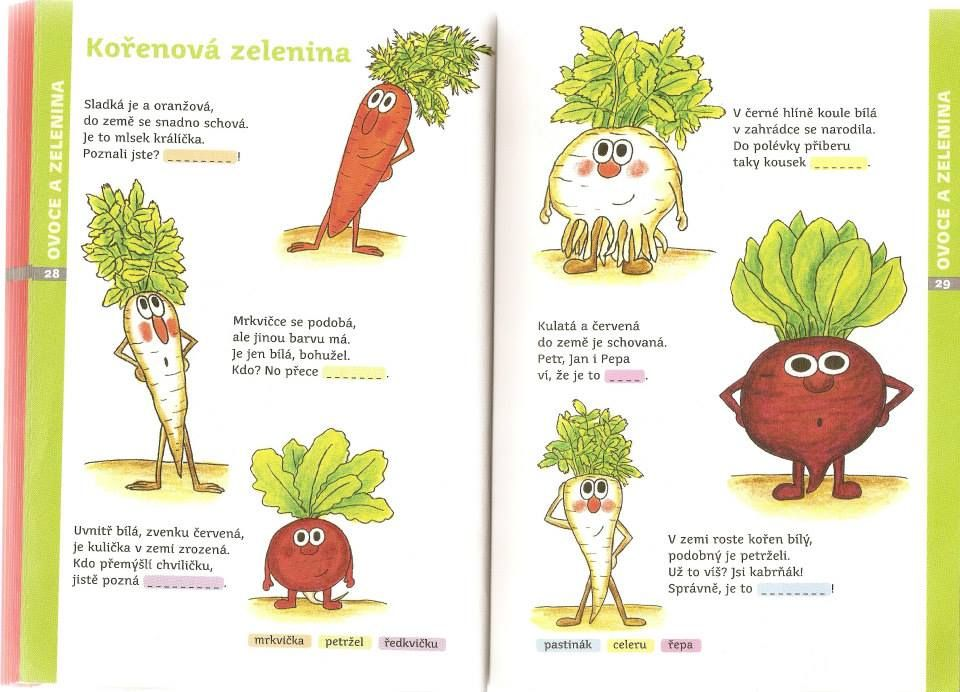 Kořenová zelenina
Sladká je a oranžová,
do země se snadno schová.
Je to mlsek králíčka.
Poznali jste? _ _ _ _ _ _ _ _ !
Mrkvičce se podobá,
ale jinou barvu má.
Je jen bílá, bohužel.
Kdo? No přece _ _ _ _ _ _ _ .
Uvnitř bílá, zvenku červená,
je kulička v zemi zrozená.
Kdo přemýšlí chviličku,
jistě pozná _ _ _ _ _ _ _ _ _ .
mrkvička petržel ředkvičku
OVOCE A ZELENINA
28
V černé hlíně koule bílá
v zahrádce se narodila.
Do polévky přiberu
taky kousek _ _ _ _ _ _ .
Kulatá a červená
do země je schovaná.
Petr, Jan i Pepa
ví, že je to _ _ _ _ .
V zemi roste kořen bílý,
podobný je petrželi.
Už to víš? Jsi kabrňák!
Správně, je to _ _ _ _ _ _ _ _ !
pastinák celeru řepa
OVOCE A ZELENINA
29